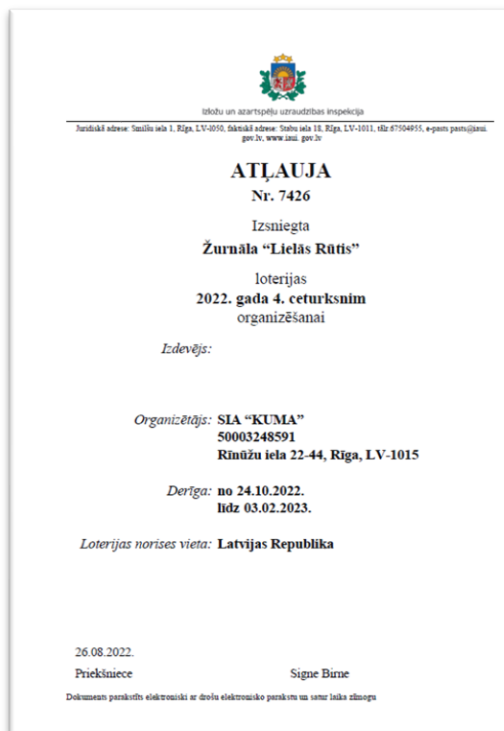 Izložu un azartspēļu uzraudzības inspekcija
Juridiskā adrese: Smilšu iela 1, Rīga, LV-1050, faktiskā adrese: Stabu iela 18, Rīga, LV-1011, tālr.67504955, e-pasts pasts@iaui.
gov.lv, www.iaui. gov.lv
ATĻAUJA
Nr. 7426
Izsniegta
Žurnāla “Lielās Rūtis”
loterijas
2022. gada 4. ceturksnim
organizēšanai
Izdevējs:
Organizētājs: SIA “KUMA”
50003248591
Rīnūžu iela 22-44, Rīga, LV-1015
Derīga: no 24.10.2022.
līdz 03.02.2023.
Loterijas norises vieta: Latvijas Republika
26.08.2022.
Priekšniece Signe Birne
Dokuments parakstīts elektroniski ar drošu elektronisko parakstu un satur laika zīmogu